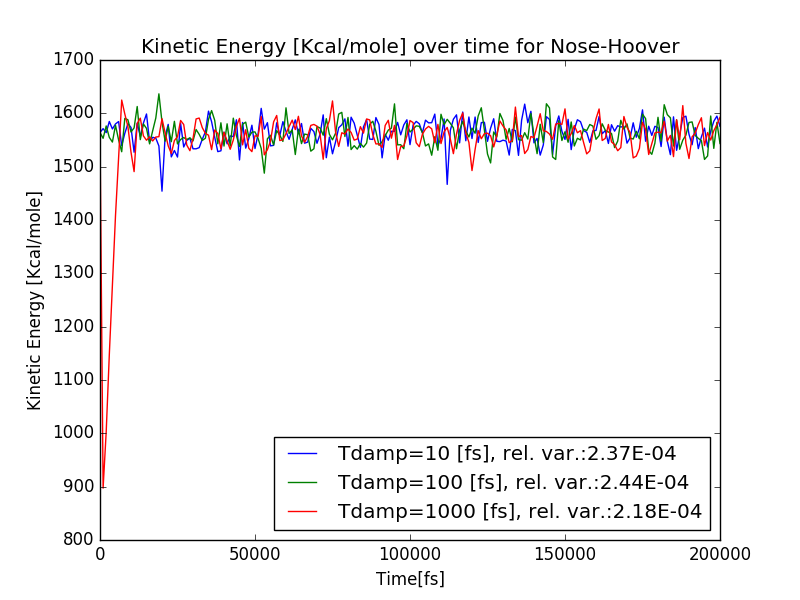 Kinetic Energy [Kcal/mole] over time for Nose-Hoover
1700
1600
1500
1400
1300
1200
1100
1000
900
800
Kinetic Energy [Kcal/mole]
Tdamp=10 [fs], rel. var.:2.37E-04
Tdamp=100 [fs], rel. var.:2.44E-04
Tdamp=1000 [fs], rel. var.:2.18E-04
0
50000
100000
150000
200000
Time[fs]